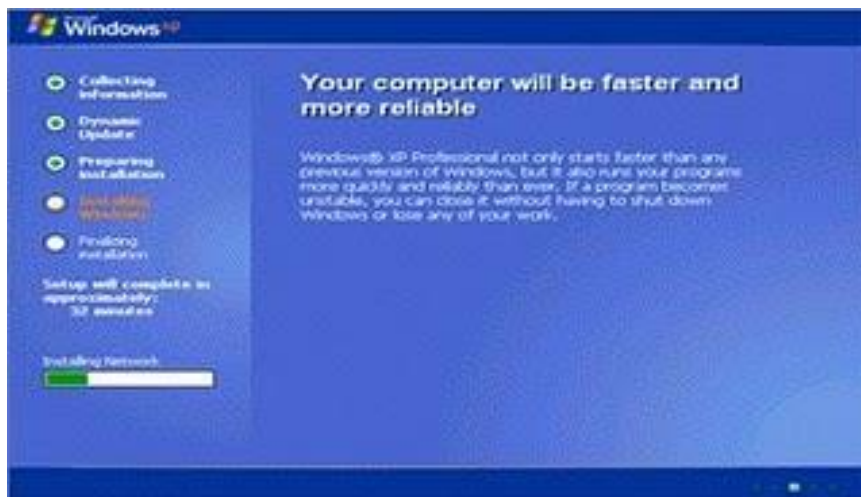 Microsoft
Windows xp
Collecting
information
Dynamic
Update
Preparing
installation
Installing
Windows
Finalizing
installation
Setup will complete in
approximately:
32 minutes
Installing Network
Your computer will be faster and
more reliable
Windows® XP Professional not only starts faster than any
previous version of Windows, but it also runs your programs
more quickly and reliably than ever. If a program becomes
unstable, you can close it without having to shut down
Windows or lose any of your work.